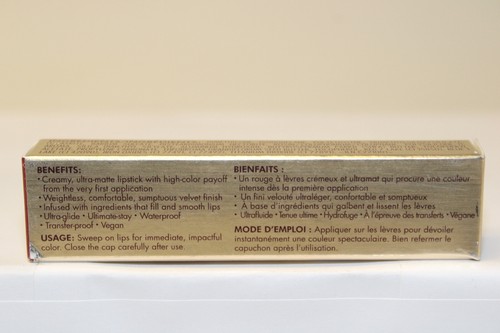 BENEFITS:
• Creamy, ultra-matte lipstick with high-color payoff
from the very first application
• Weightless, comfortable, sumptuous velvet finish
• Infused with ingredients that fill and smooth lips
• Ultra-glide • Ultimate-stay • Waterproof
• Transfer-proof • Vegan
USAGE: Sweep on lips for immediate, impactful
color. Close the cap carefully after use.
BIENFAITS :
• Un rouge à lèvres crémeux et ultramat qui procure une couleur
intense dès la première application
• Un fini velouté ultraléger, confortable et somptueux
• À base d'ingrédients qui galbent et lissent les lèvres
• Ultrafluide • Tenue ultime • Hydrofuge • À l'épreuve des transferts • Végane
MODE D'EMPLOI : Appliquer sur les lèvres pour dévoiler
instantanément une couleur spectaculaire. Bien refermer le
capuchon après l'utilisation.